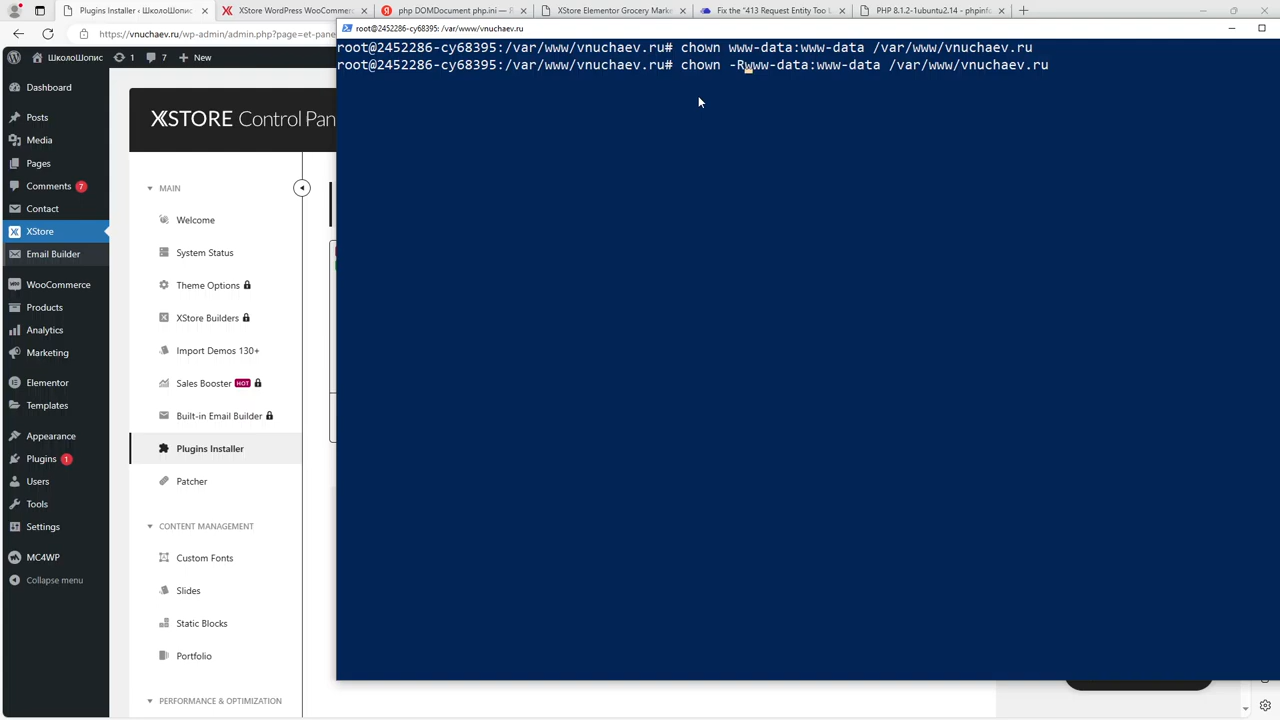 Plugins Installer ‹ ШколоШопис
XStore WordPress WooCommerc
php DOMDocument php.ini — Я
XStore Elementor Grocery Marke
Fix the "413 Request Entity Too L
PHP 8.1.2-1ubuntu2.14 - phpinfo
https://vnuchaev.ru/wp-admin/admin.php?page=et-pane
root@2452286-cy68395: /var/www/vnuchaev.ru
root@2452286-cy68395:/var/www/vnuchaev.ru# chown www-data:www-data /var/www/vnuchaev.ru
root@2452286-cy68395:/var/www/vnuchaev.ru# chown -Rwww-data:www-data /var/www/vnuchaev.ru
ШколоШопис
1
7
New
Dashboard
Posts
Media
Pages
Comments 7
Contact
XStore
Email Builder
WooCommerce
Products
Analytics
Marketing
Elementor
Templates
Appearance
Plugins 1
Users
Tools
Settings
MC4WP
Collapse menu
XSTORE Control Pan
MAIN
Welcome
System Status
Theme Options
XStore Builders
Import Demos 130+
Sales Booster HOT
Built-in Email Builder
Plugins Installer
Patcher
CONTENT MANAGEMENT
Custom Fonts
Slides
Static Blocks
Portfolio
PERFORMANCE & OPTIMIZATION